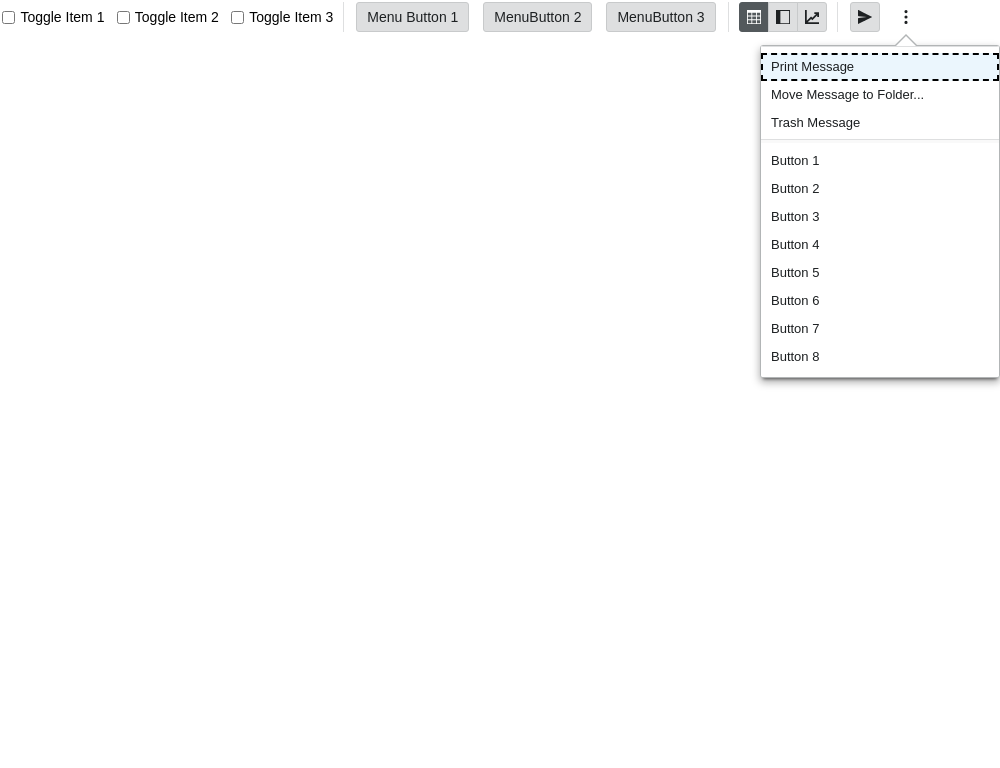 Toggle Item 1 Toggle Item 2 Toggle Item 3 Menu Button 1 MenuButton 2 MenuButton 3
Print Message
Move Message to Folder...
Trash Message
Button 1
Button 2
Button 3
Button 4
Button 5
Button 6
Button 7
Button 8